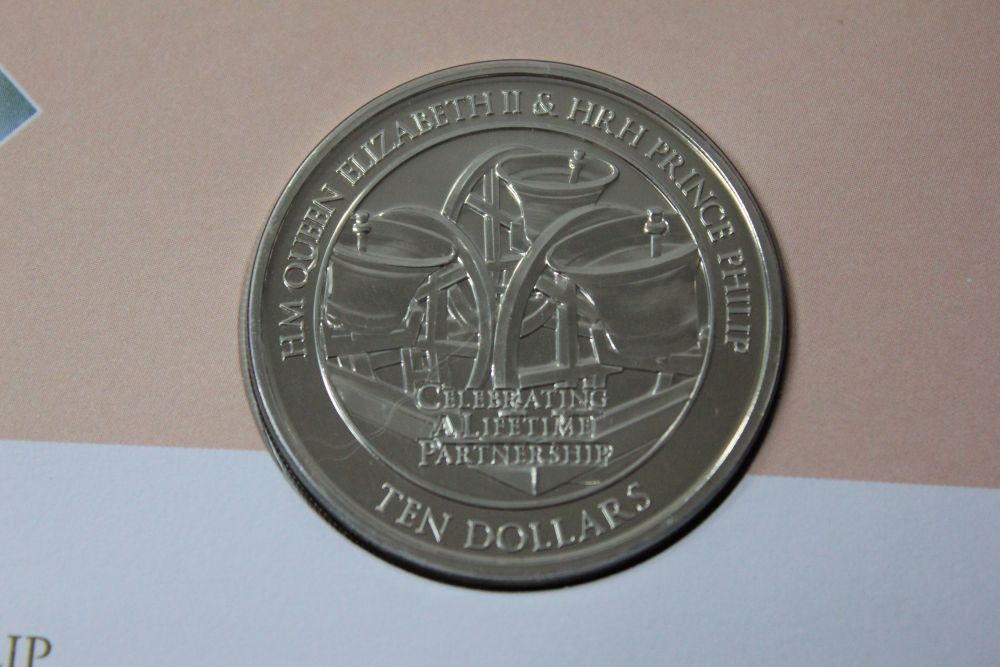 HM QUEEN ELIZABETH II & HRH PRINCE PHILIP
CELEBRATING
A LIFETIME
PARTNERSHIP
TEN DOLLARS
IP